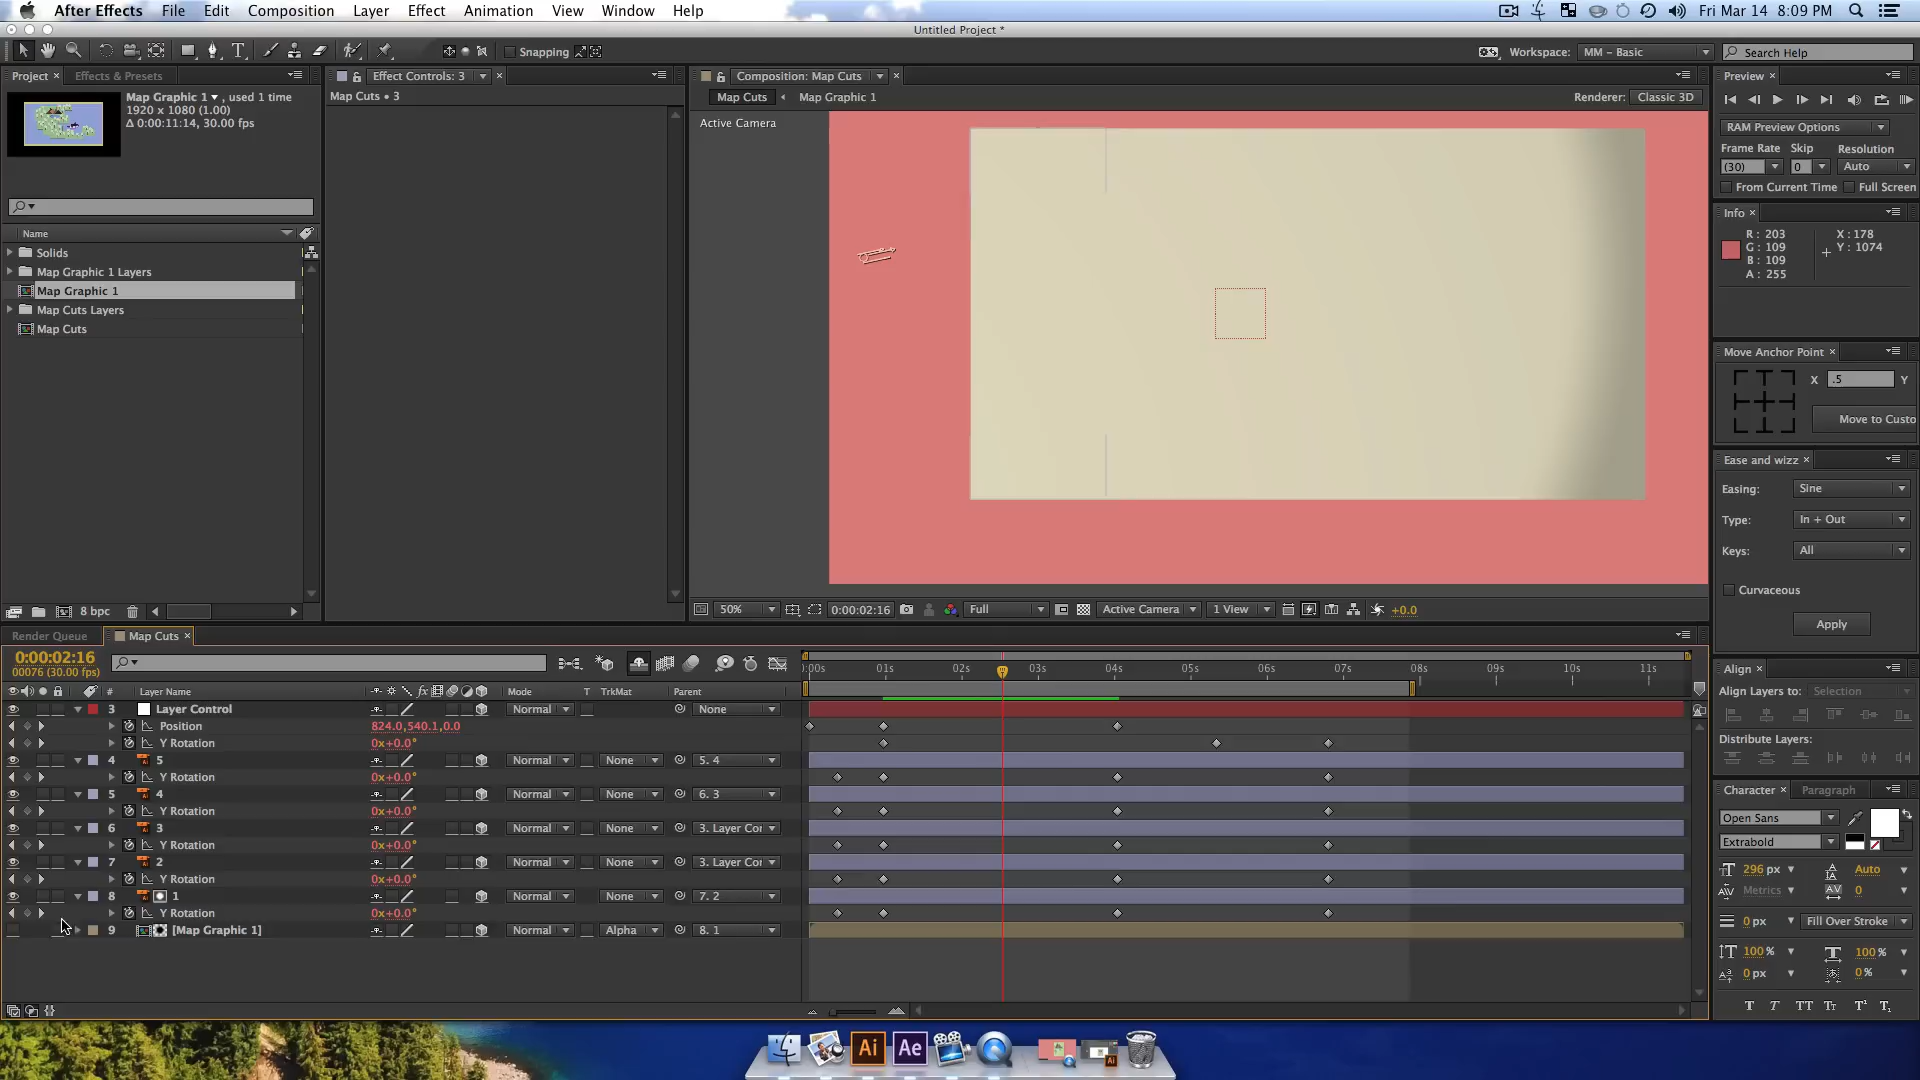 After Effects File Edit Composition Layer Effect Animation View Window Help Fri Mar 14 8:09 PM
Untitled Project *
Snapping Workspace: MM – Basic Search Help
Project Effects & Presets Effect Controls: 3 Composition: Map Cuts Preview
Map Graphic 1 , used 1 time
1920 x 1080 (1.00)
Δ 0:00:11:14, 30.00 fps
Map Cuts • 3
Map Cuts Map Graphic 1 Renderer: Classic 3D
Active Camera
RAM Preview Options
Frame Rate Skip Resolution
(30) 0 Auto
From Current Time Full Screen
Info
R : 203
G : 109
B : 109
A : 255
X : 178
Y : 1074
Name
Solids
Map Graphic 1 Layers
Map Graphic 1
Map Cuts Layers
Map Cuts
Move Anchor Point
X .5 Y
Move to Custo
Ease and wizz
Easing: Sine
Type: In + Out
Keys: All
Curvaceous
Apply
8 bpc
50% 0:00:02:16 Full Active Camera 1 View +0.0
Render Queue Map Cuts
0:00:02:16
00076 (30.00 fps)
:00s 01s 02s 03s 04s 05s 06s 07s 08s 09s 10s 11s
# Layer Name Mode T TrkMat Parent
3 Layer Control Normal None
Position 824.0,540.1,0.0
Y Rotation 0x+0.0°
4 5 Normal None 5. 4
Y Rotation 0x+0.0°
5 4 Normal None 6. 3
Y Rotation 0x+0.0°
6 3 Normal None 3. Layer Cor
Y Rotation 0x+0.0°
7 2 Normal None 3. Layer Cor
Y Rotation 0x+0.0°
8 1 Normal None 7. 2
Y Rotation 0x+0.0°
9 [Map Graphic 1] Normal Alpha 8. 1
Align
Align Layers to: Selection
Distribute Layers:
Character Paragraph
Open Sans
Extrabold
296 px Auto
Metrics 0
0 px Fill Over Stroke
100 % 100 %
0 px 0 %
T T TT Tt T¹ T₁
Ai Ae